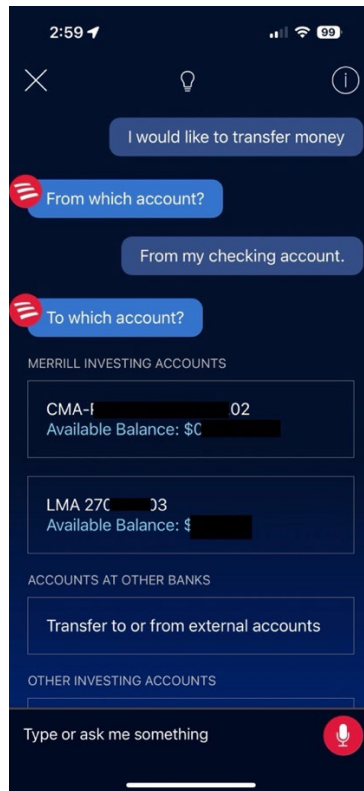 2:59
99
I would like to transfer money
From which account?
From my checking account.
To which account?
MERRILL INVESTING ACCOUNTS
CMA- 02
Available Balance: $
LMA 270 03
Available Balance: $
ACCOUNTS AT OTHER BANKS
Transfer to or from external accounts
OTHER INVESTING ACCOUNTS
Type or ask me something